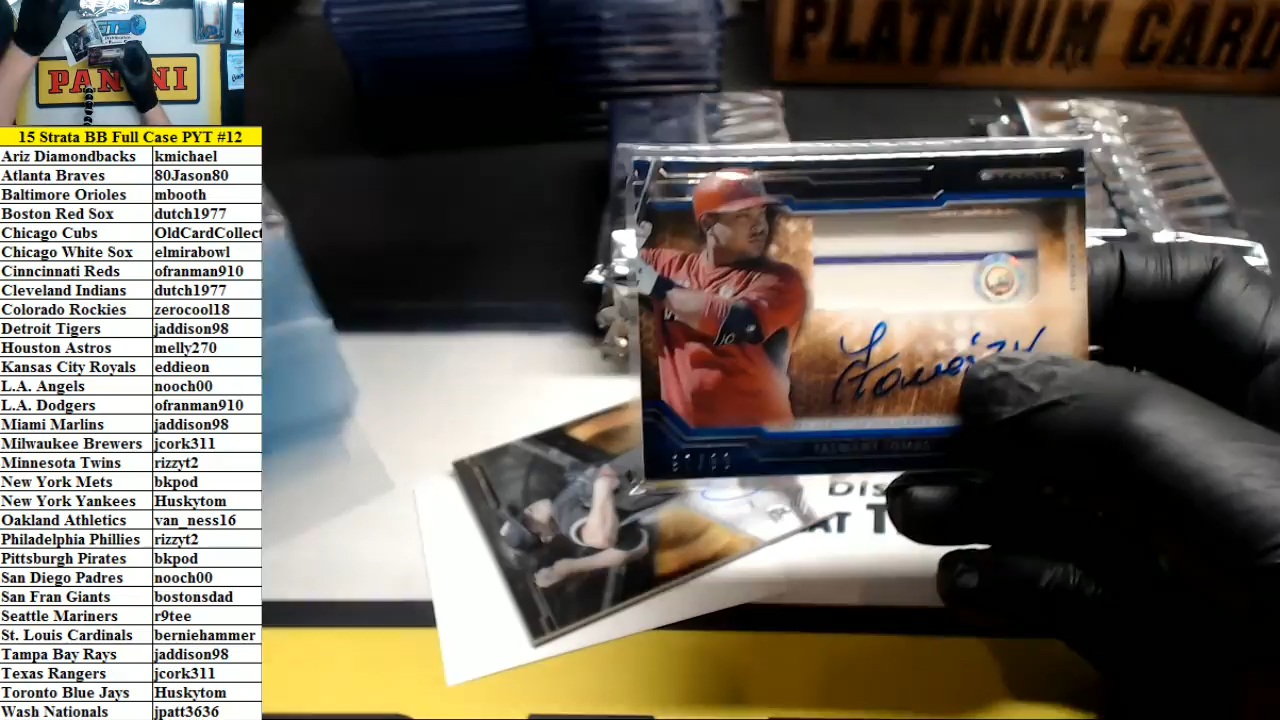 PLATINUM CARD
PANINI
15 Strata BB Full Case PYT #12
Ariz Diamondbacks kmichael
Atlanta Braves 80Jason80
Baltimore Orioles mbooth
Boston Red Sox dutch1977
Chicago Cubs OldCardCollect
Chicago White Sox elmirabowl
Cinncinnati Reds ofranman910
Cleveland Indians dutch1977
Colorado Rockies zerocool18
Detroit Tigers jaddison98
Houston Astros melly270
Kansas City Royals eddieon
L.A. Angels nooch00
L.A. Dodgers ofranman910
Miami Marlins jaddison98
Milwaukee Brewers jcork311
Minnesota Twins rizzyt2
New York Mets bkpod
New York Yankees Huskytom
Oakland Athletics van_ness16
Philadelphia Phillies rizzyt2
Pittsburgh Pirates bkpod
San Diego Padres nooch00
San Fran Giants bostonsdad
Seattle Mariners r9tee
St. Louis Cardinals berniehammer
Tampa Bay Rays jaddison98
Texas Rangers jcork311
Toronto Blue Jays Huskytom
Wash Nationals jpatt3636